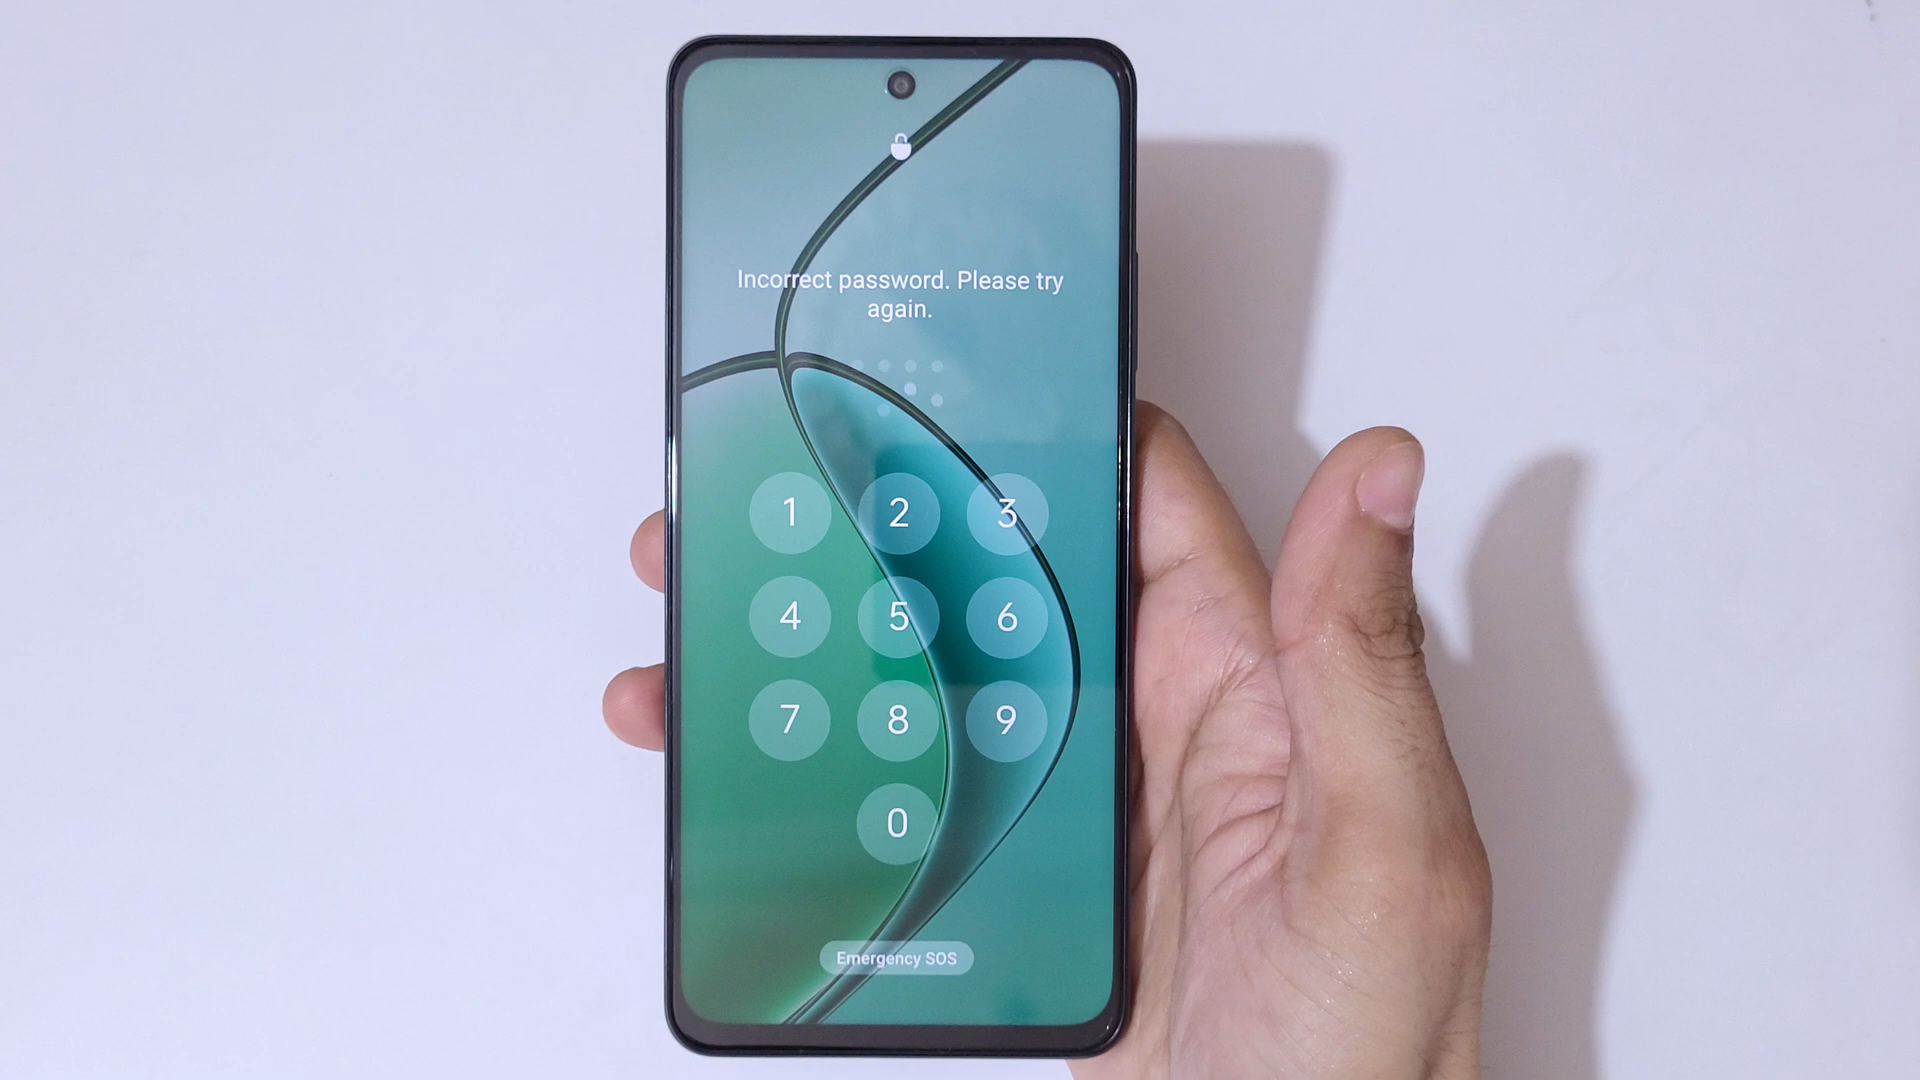 Incorrect password. Please try
again.
1 2 3
4 5 6
7 8 9
0
Emergency SOS